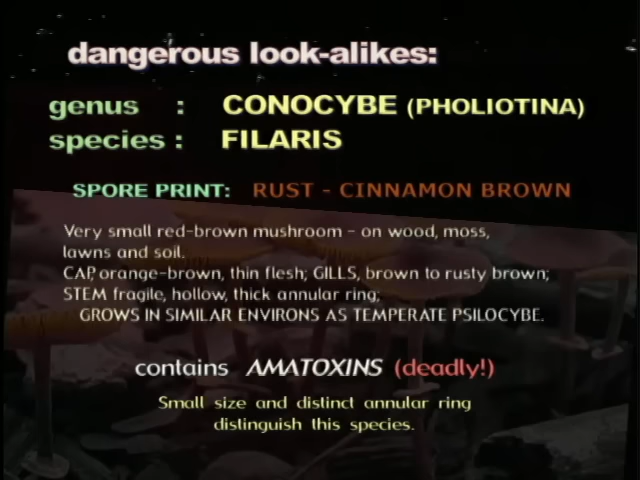 dangerous look-alikes:
genus : CONOCYBE (PHOLIOTINA)
species : FILARIS
SPORE PRINT: RUST - CINNAMON BROWN
Very small red-brown mushroom - on wood, moss,
lawns and soil.
CAP, orange-brown, thin flesh; GILLS, brown to rusty brown;
STEM fragile, hollow, thick annular ring;
GROWS IN SIMILAR ENVIRONS AS TEMPERATE PSILOCYBE.
contains AMATOXINS (deadly!)
Small size and distinct annular ring
distinguish this species.